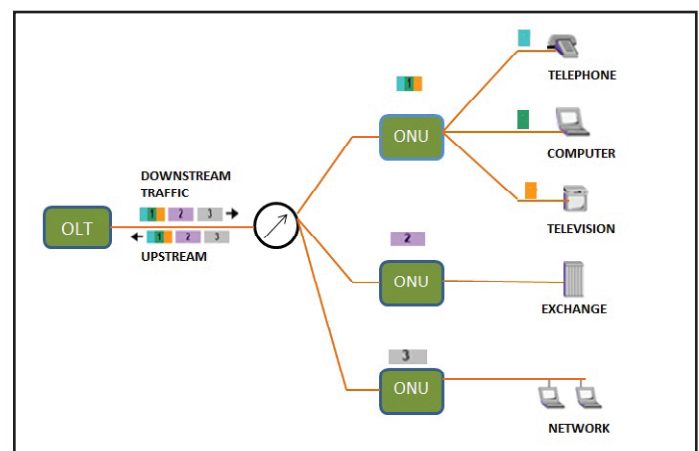 TELEPHONE
1
ONU
COMPUTER
DOWNSTREAM
TRAFFIC
1 2 3
OLT
1 2 3
UPSTREAM
TELEVISION
2
ONU
EXCHANGE
3
ONU
NETWORK